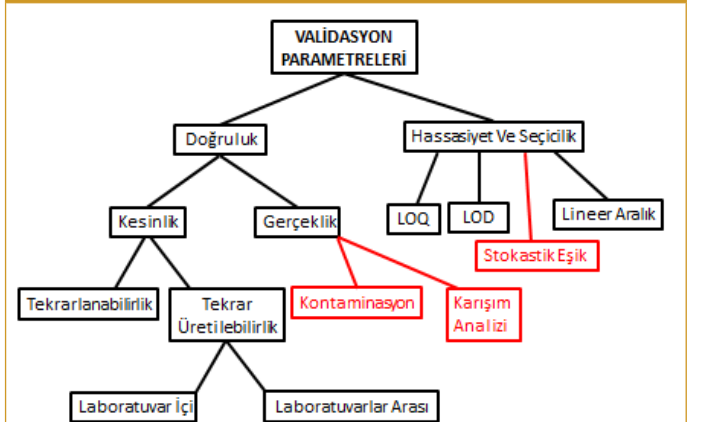 VALİDASYON
PARAMETRELERİ
Doğruluk
Hassasiyet Ve Seçicilik
Kesinlik
Gerçeklik
LOQ
LOD
Lineer Aralık
Stokastik Eşik
Tekrarlanabilirlik
Tekrar
Üretilebilirlik
Kontaminasyon
Karışım
Analizi
Laboratuvar İçi
Laboratuvarlar Arası